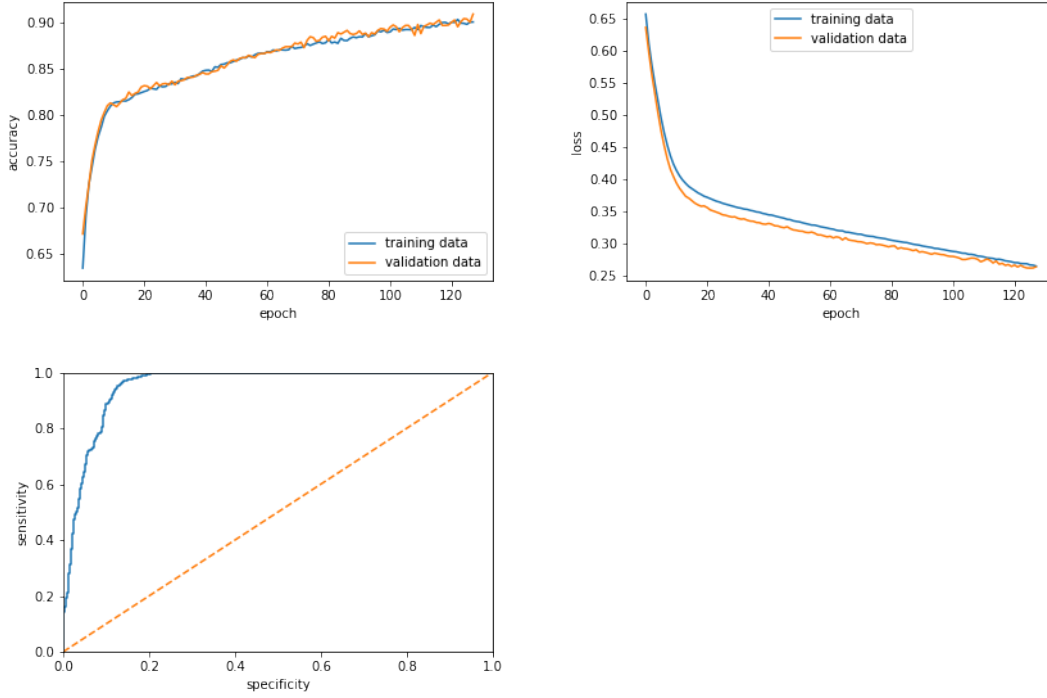 0.90
0.85
0.80
0.75
0.70
0.65
accuracy
training data
validation data
0 20 40 60 80 100 120
epoch
0.65
0.60
0.55
0.50
0.45
0.40
0.35
0.30
0.25
loss
training data
validation data
0 20 40 60 80 100 120
epoch
1.0
0.8
0.6
0.4
0.2
0.0
sensitivity
0.0 0.2 0.4 0.6 0.8 1.0
specificity